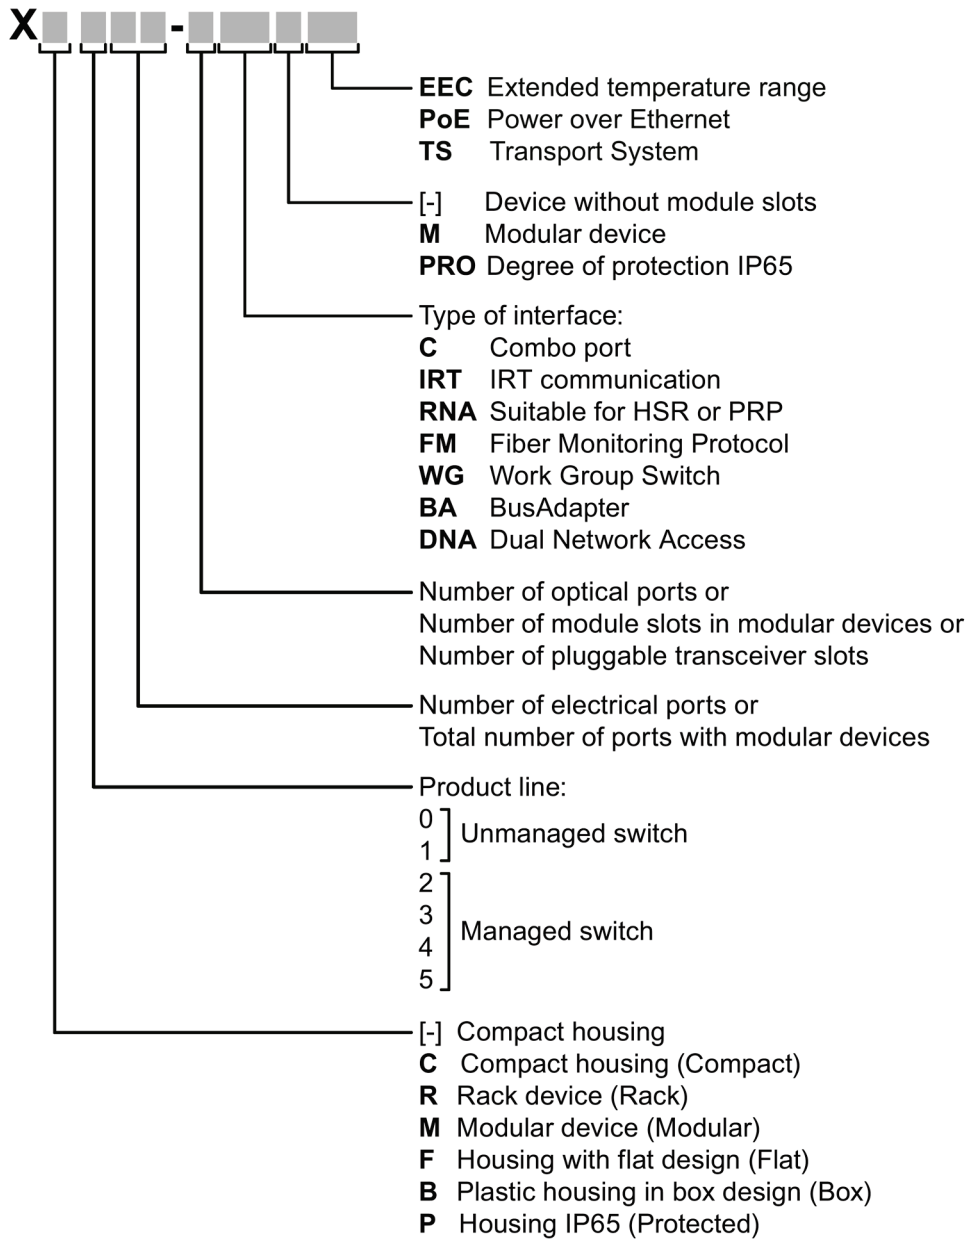 X -
EEC Extended temperature range
PoE Power over Ethernet
TS Transport System
[-] Device without module slots
M Modular device
PRO Degree of protection IP65
Type of interface:
C Combo port
IRT IRT communication
RNA Suitable for HSR or PRP
FM Fiber Monitoring Protocol
WG Work Group Switch
BA BusAdapter
DNA Dual Network Access
Number of optical ports or
Number of module slots in modular devices or
Number of pluggable transceiver slots
Number of electrical ports or
Total number of ports with modular devices
Product line:
0
Unmanaged switch
1
2
3
Managed switch
4
5
[-] Compact housing
C Compact housing (Compact)
R Rack device (Rack)
M Modular device (Modular)
F Housing with flat design (Flat)
B Plastic housing in box design (Box)
P Housing IP65 (Protected)